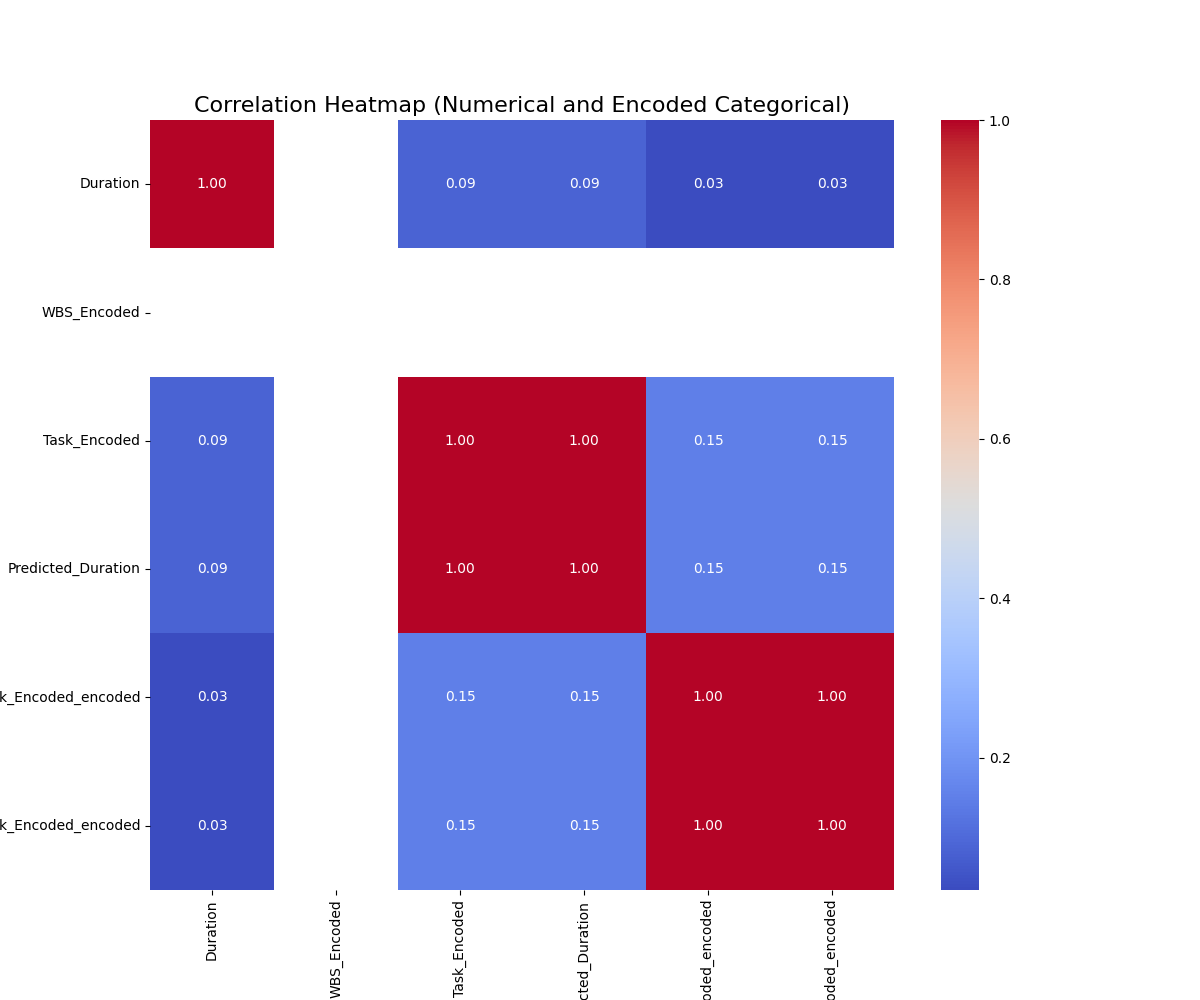 Correlation Heatmap (Numerical and Encoded Categorical)
Duration
1.00
0.09
0.09
0.03
0.03
WBS_Encoded
Task_Encoded
0.09
1.00
1.00
0.15
0.15
Predicted_Duration
0.09
1.00
1.00
0.15
0.15
k_Encoded_encoded
0.03
0.15
0.15
1.00
1.00
k_Encoded_encoded
0.03
0.15
0.15
1.00
1.00
Duration
WBS_Encoded
Task_Encoded
cted_Duration
oded_encoded
oded_encoded
1.0
0.8
0.6
0.4
0.2